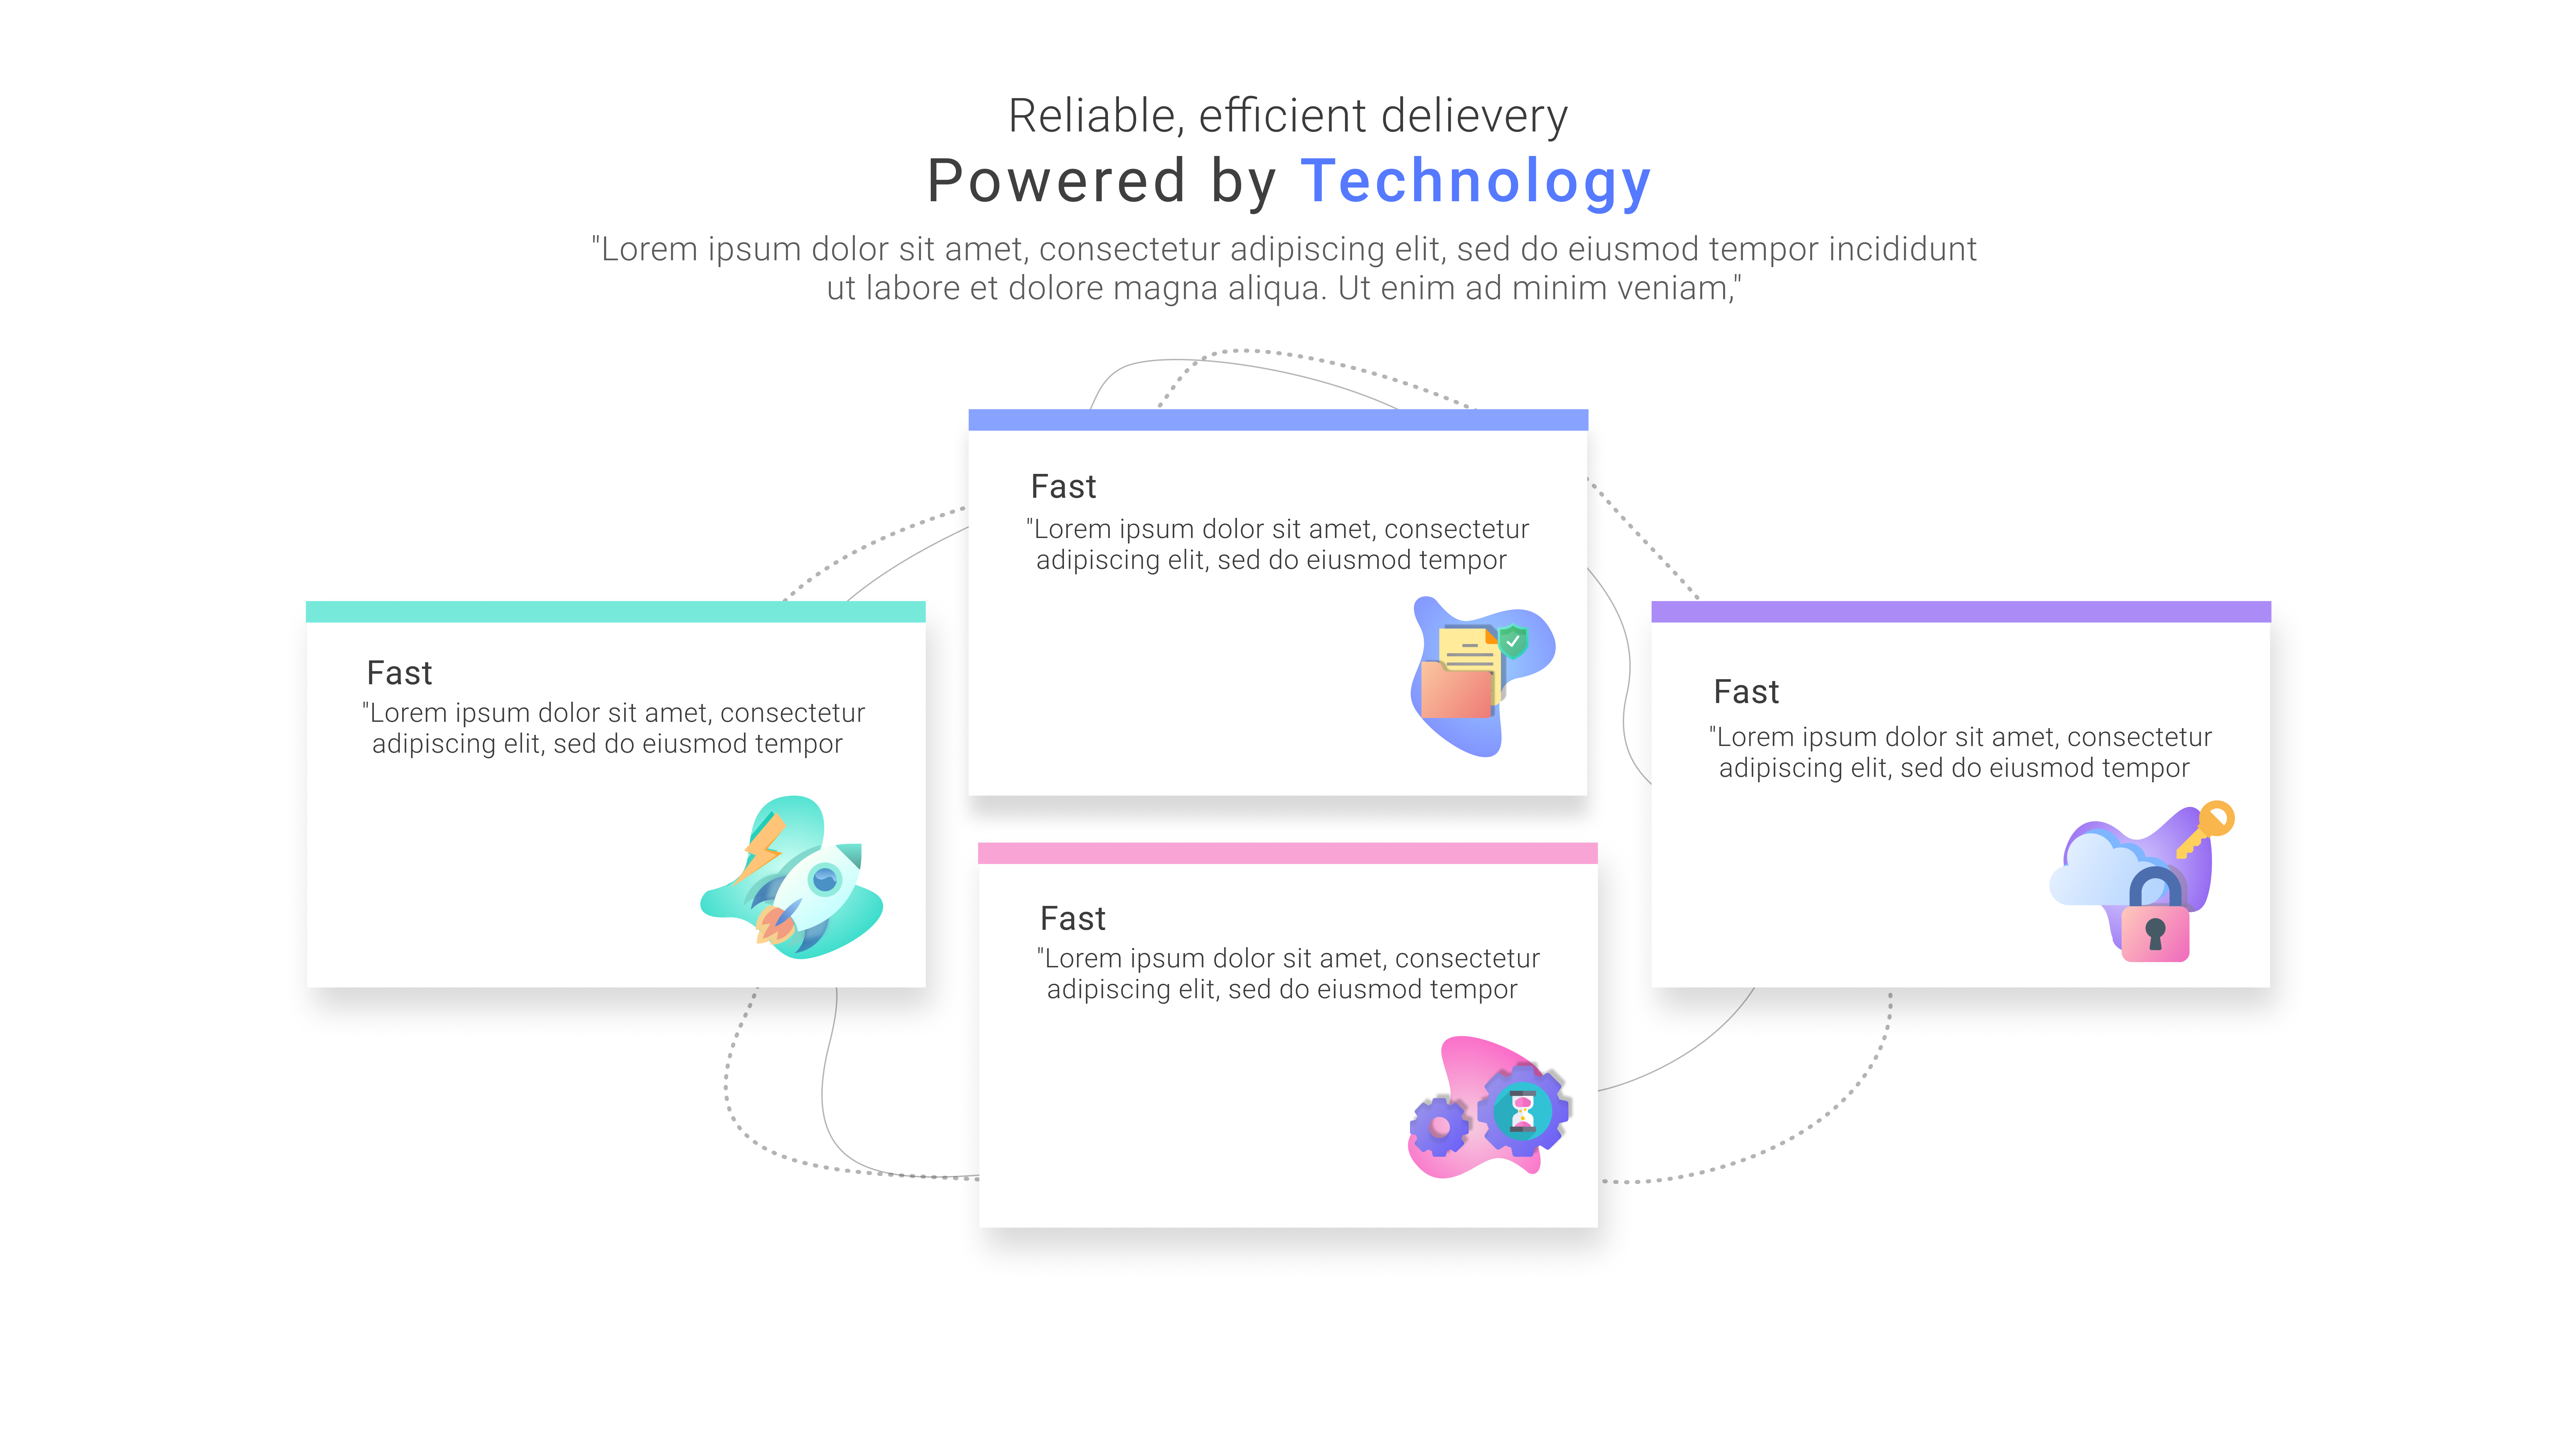 Reliable, efficient delievery
Powered by Technology
"Lorem ipsum dolor sit amet, consectetur adipiscing elit, sed do eiusmod tempor incididunt
ut labore et dolore magna aliqua. Ut enim ad minim veniam,"
Fast
"Lorem ipsum dolor sit amet, consectetur
adipiscing elit, sed do eiusmod tempor
Fast
"Lorem ipsum dolor sit amet, consectetur
adipiscing elit, sed do eiusmod tempor
Fast
"Lorem ipsum dolor sit amet, consectetur
adipiscing elit, sed do eiusmod tempor
Fast
"Lorem ipsum dolor sit amet, consectetur
adipiscing elit, sed do eiusmod tempor